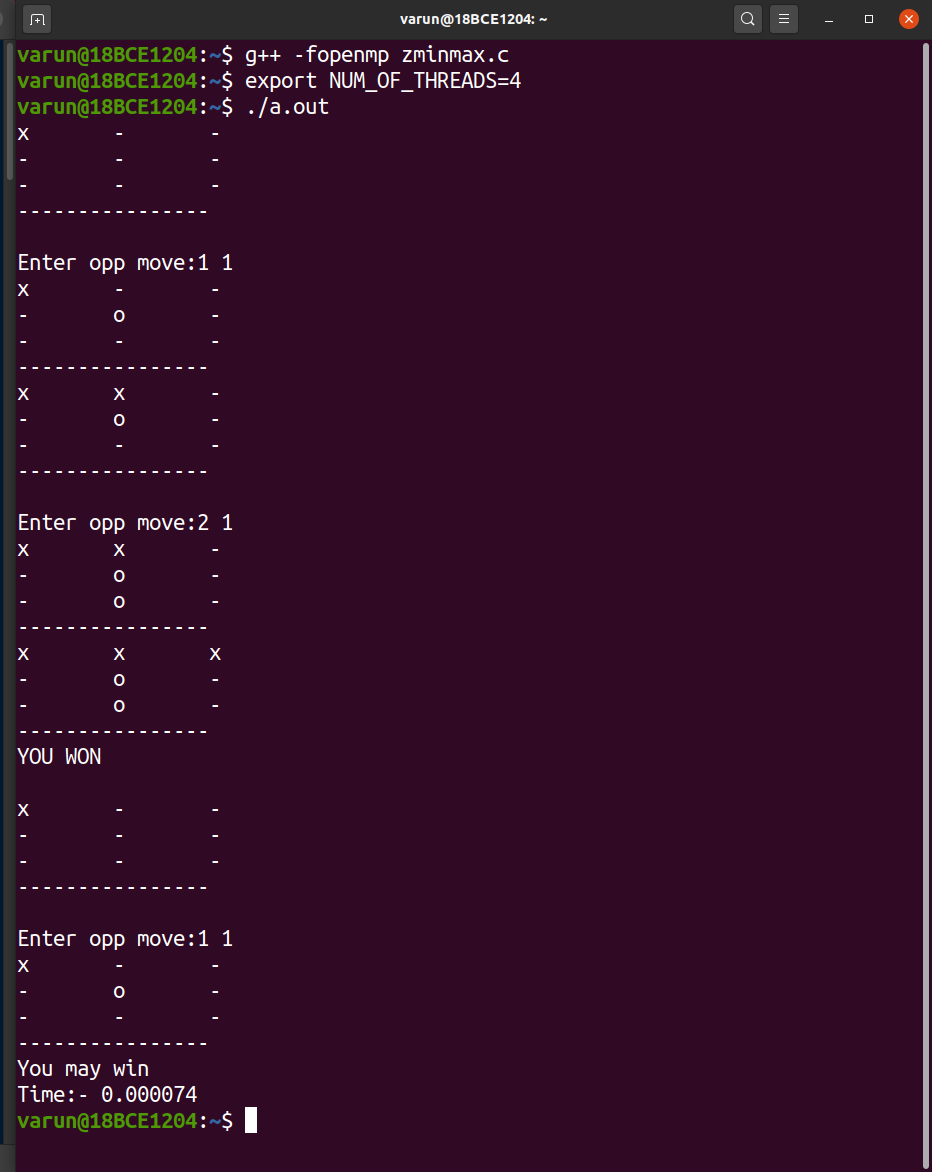 varun@18BCE1204: ~
varun@18BCE1204:~$ g++ -fopenmp zminmax.c
varun@18BCE1204:~$ export NUM_OF_THREADS=4
varun@18BCE1204:~$ ./a.out
x - -
- - -
- - -
----------------
Enter opp move:1 1
x - -
- o -
- - -
----------------
x x -
- o -
- - -
----------------
Enter opp move:2 1
x x -
- o -
- o -
----------------
x x x
- o -
- o -
----------------
YOU WON
x - -
- - -
- - -
----------------
Enter opp move:1 1
x - -
- o -
- - -
----------------
You may win
Time:- 0.000074
varun@18BCE1204:~$